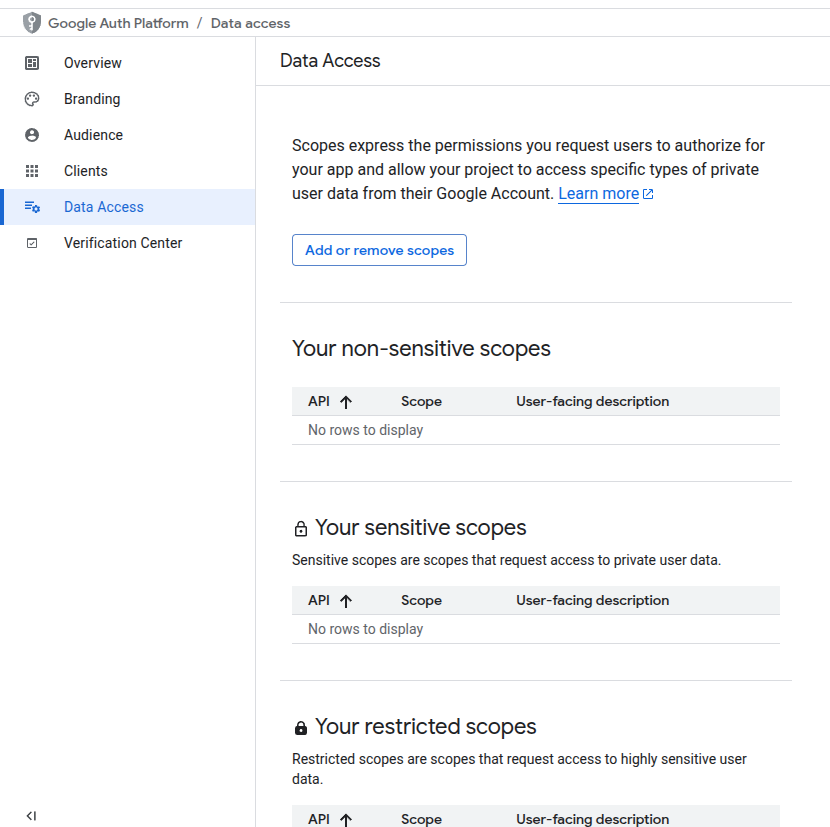 Google Auth Platform / Data access
Overview
Branding
Audience
Clients
Data Access
Verification Center
Data Access
Scopes express the permissions you request users to authorize for
your app and allow your project to access specific types of private
user data from their Google Account. Learn more
Add or remove scopes
Your non-sensitive scopes
API Scope User-facing description
No rows to display
Your sensitive scopes
Sensitive scopes are scopes that request access to private user data.
API Scope User-facing description
No rows to display
Your restricted scopes
Restricted scopes are scopes that request access to highly sensitive user
data.
API Scope User-facing description